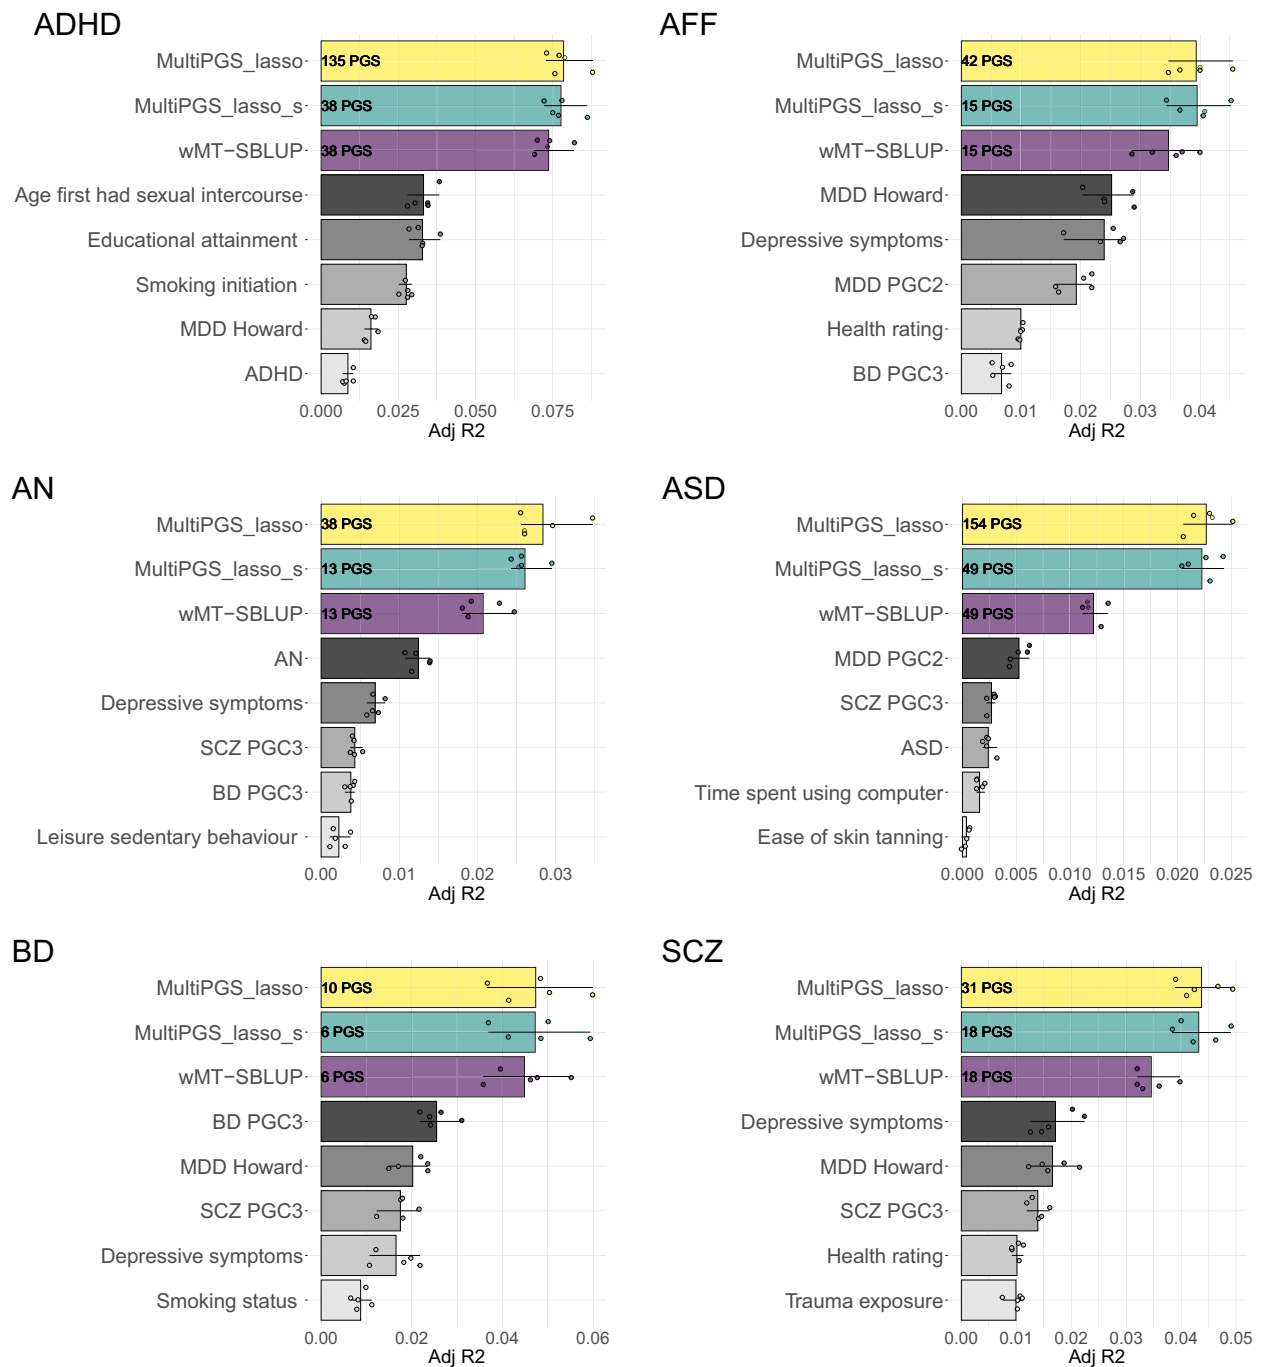 ADHD
MultiPGS_lasso
135 PGS
MultiPGS_lasso_s
38 PGS
wMT−SBLUP
38 PGS
Age first had sexual intercourse
Educational attainment
Smoking initiation
MDD Howard
ADHD
0.000 0.025 0.050 0.075
Adj R2
AFF
MultiPGS_lasso
42 PGS
MultiPGS_lasso_s
15 PGS
wMT−SBLUP
15 PGS
MDD Howard
Depressive symptoms
MDD PGC2
Health rating
BD PGC3
0.00 0.01 0.02 0.03 0.04
Adj R2
AN
MultiPGS_lasso
38 PGS
MultiPGS_lasso_s
13 PGS
wMT−SBLUP
13 PGS
AN
Depressive symptoms
SCZ PGC3
BD PGC3
Leisure sedentary behaviour
0.00 0.01 0.02 0.03
Adj R2
ASD
MultiPGS_lasso
154 PGS
MultiPGS_lasso_s
49 PGS
wMT−SBLUP
49 PGS
MDD PGC2
SCZ PGC3
ASD
Time spent using computer
Ease of skin tanning
0.000 0.005 0.010 0.015 0.020 0.025
Adj R2
BD
MultiPGS_lasso
10 PGS
MultiPGS_lasso_s
6 PGS
wMT−SBLUP
6 PGS
BD PGC3
MDD Howard
SCZ PGC3
Depressive symptoms
Smoking status
0.00 0.02 0.04 0.06
Adj R2
SCZ
MultiPGS_lasso
31 PGS
MultiPGS_lasso_s
18 PGS
wMT−SBLUP
18 PGS
Depressive symptoms
MDD Howard
SCZ PGC3
Health rating
Trauma exposure
0.00 0.01 0.02 0.03 0.04 0.05
Adj R2